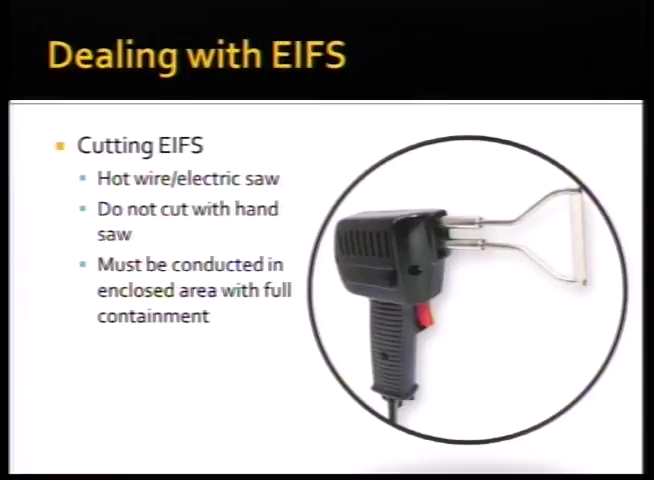 Dealing with EIFS
Cutting EIFS
Hot wire/electric saw
Do not cut with hand
saw
Must be conducted in
enclosed area with full
containment